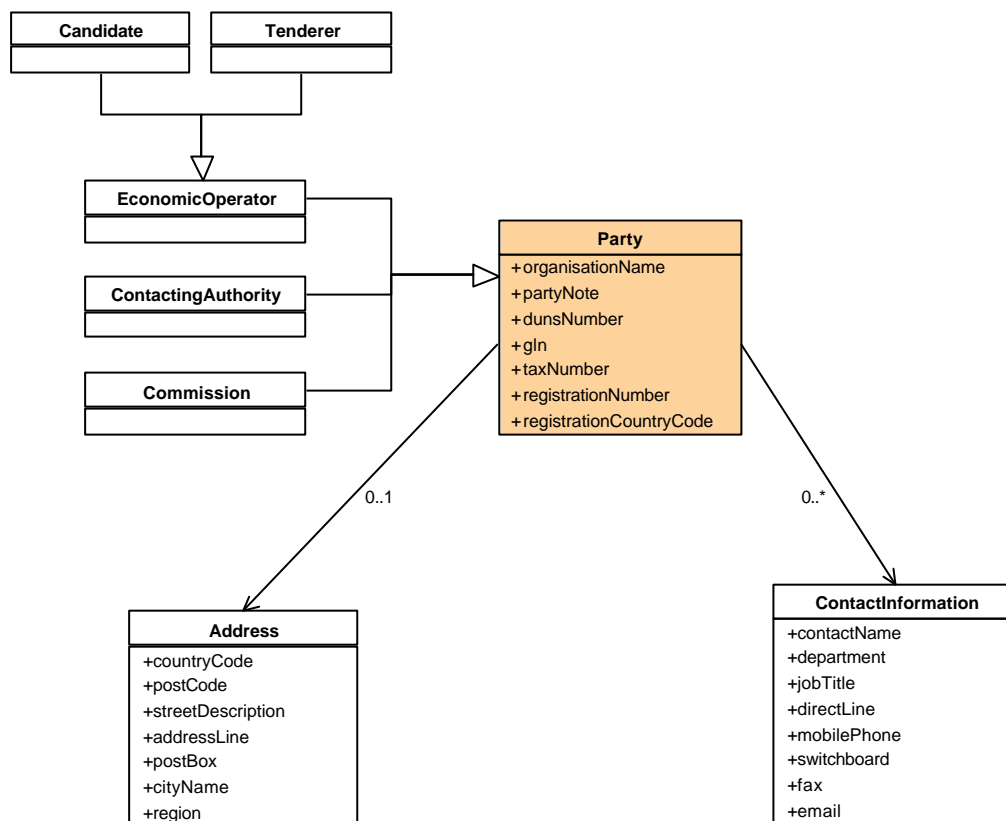 Candidate
Tenderer
EconomicOperator
ContactingAuthority
Commission
Party
+organisationName
+partyNote
+dunsNumber
+gln
+taxNumber
+registrationNumber
+registrationCountryCode
0..1
0..*
Address
+countryCode
+postCode
+streetDescription
+addressLine
+postBox
+cityName
+region
ContactInformation
+contactName
+department
+jobTitle
+directLine
+mobilePhone
+switchboard
+fax
+email